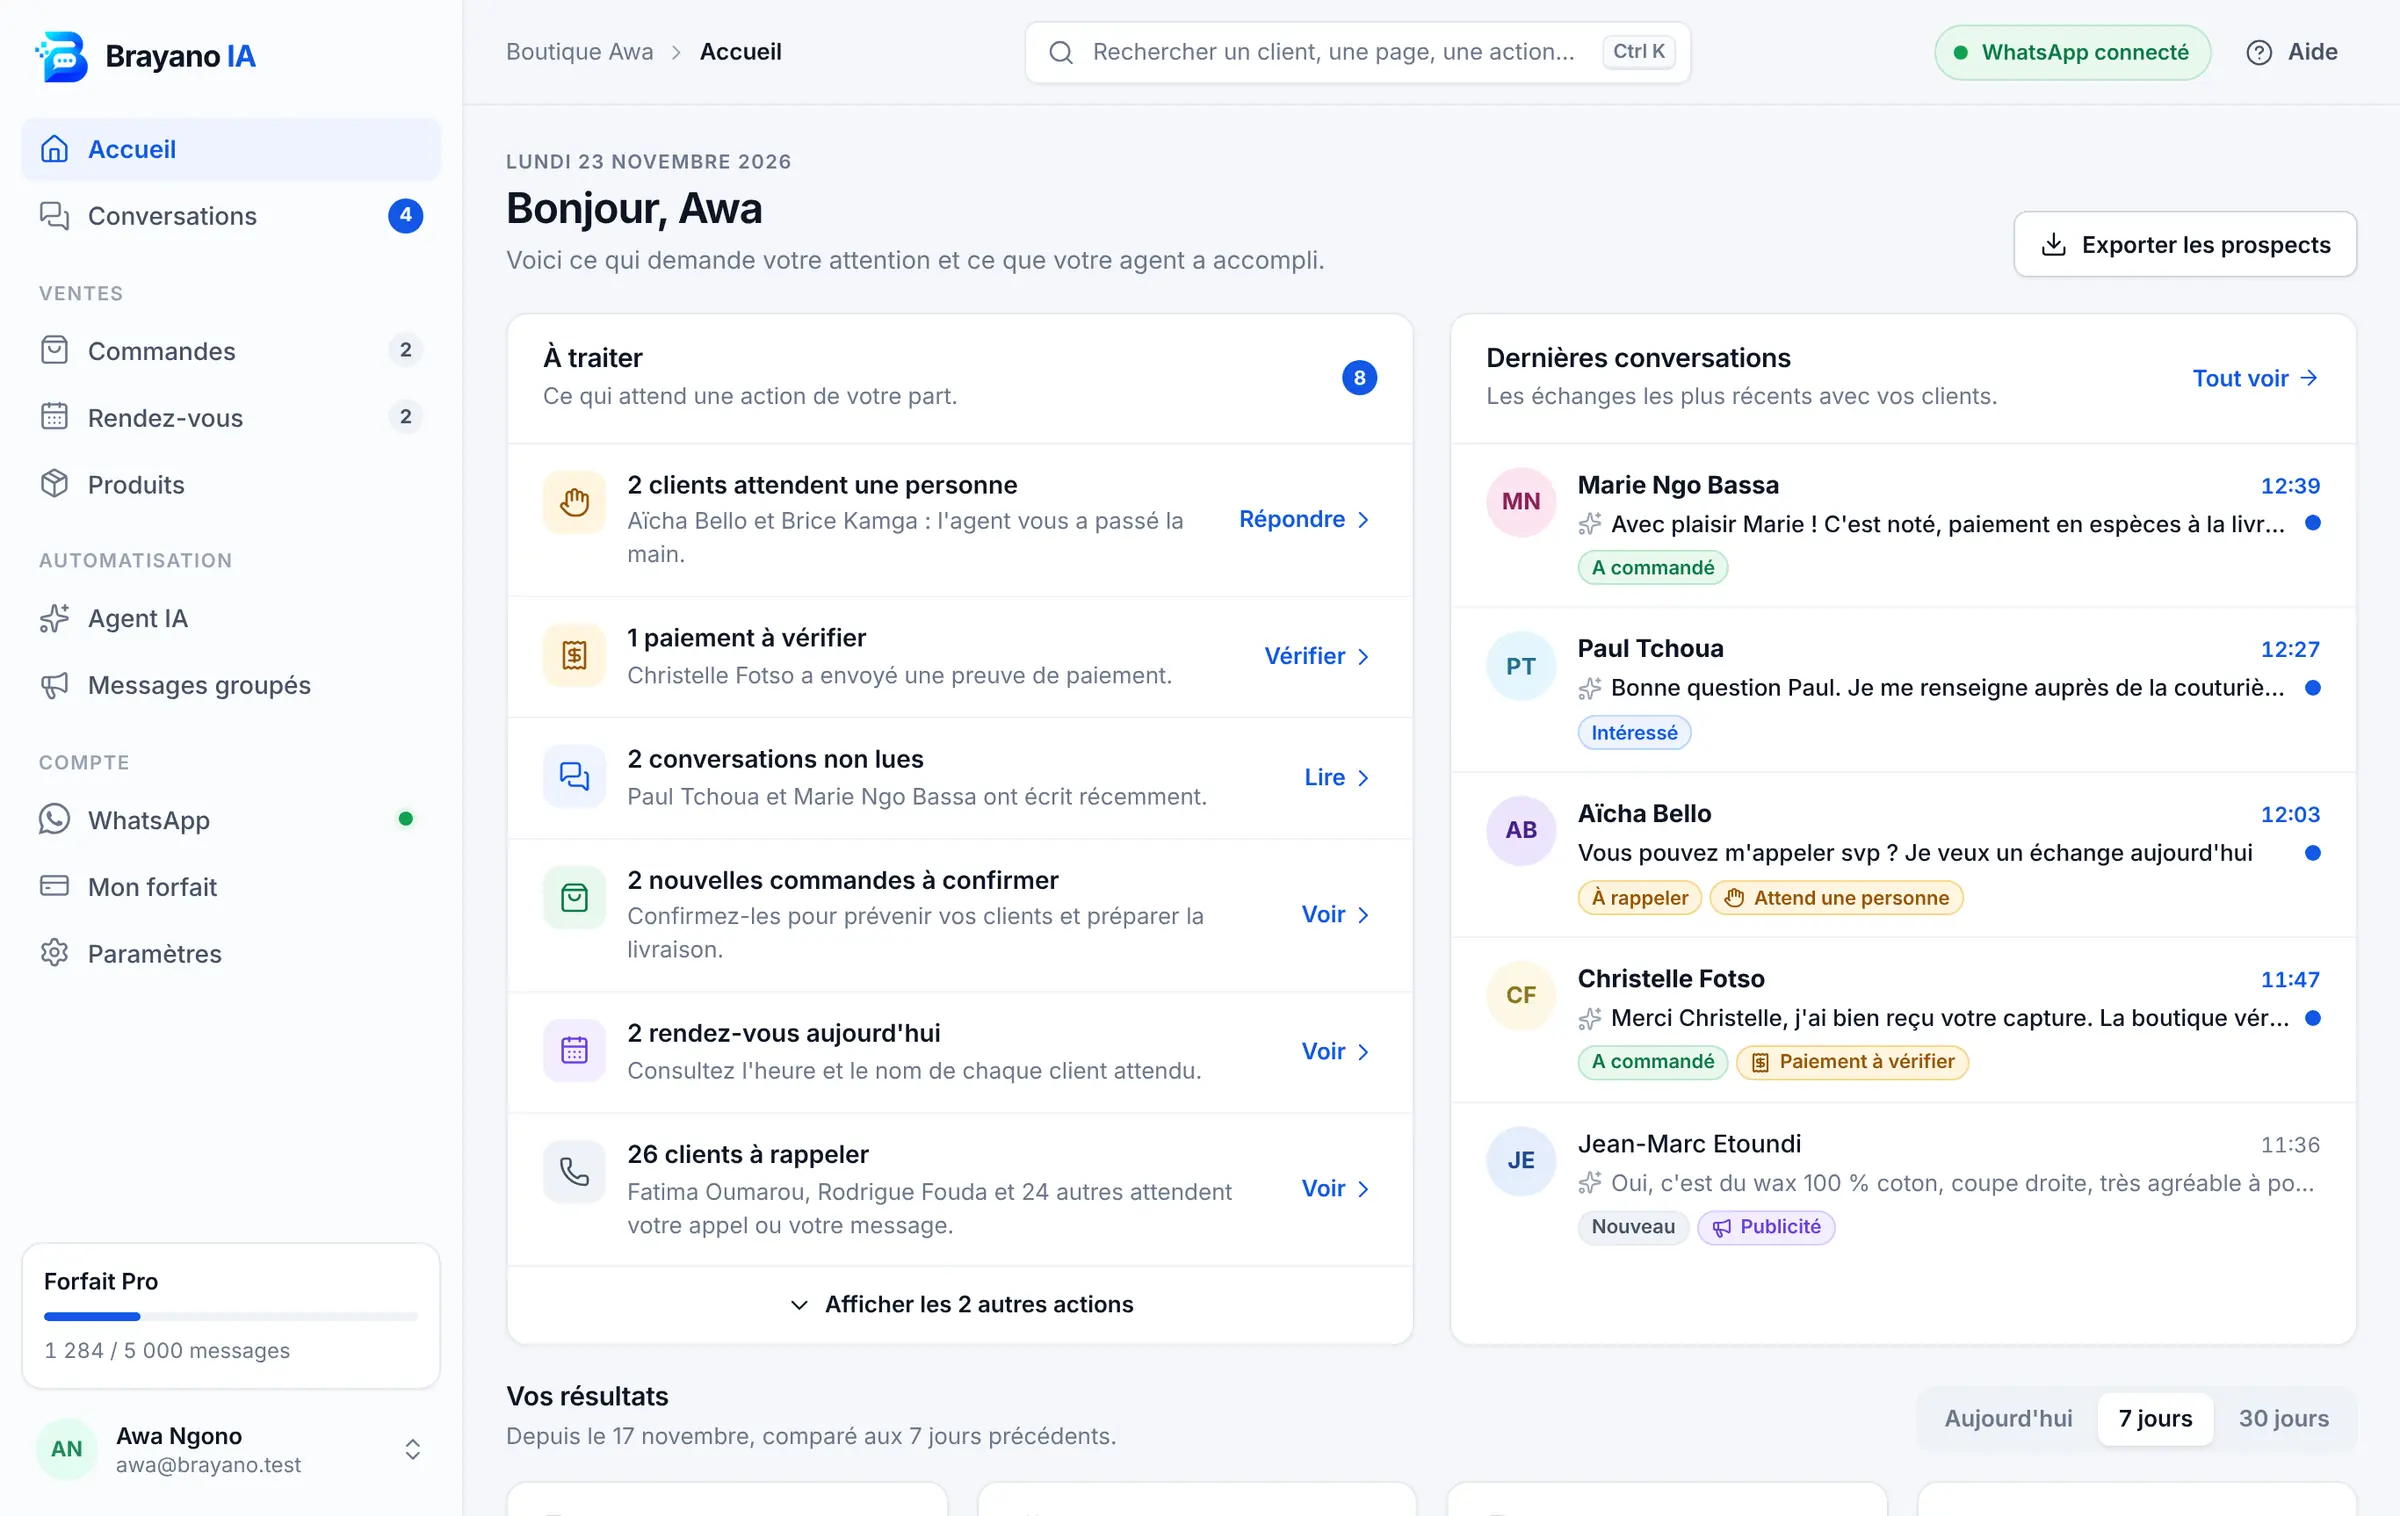 Brayano IA
Accueil
Conversations 4
VENTES
Commandes 2
Rendez-vous 2
Produits
AUTOMATISATION
Agent IA
Messages groupés
COMPTE
WhatsApp
Mon forfait
Paramètres
Forfait Pro
1 284 / 5 000 messages
AN
Awa Ngono
awa@brayano.test
Boutique Awa > Accueil
Rechercher un client, une page, une action... Ctrl K
WhatsApp connecté
Aide
LUNDI 23 NOVEMBRE 2026
Bonjour, Awa
Voici ce qui demande votre attention et ce que votre agent a accompli.
Exporter les prospects
À traiter
Ce qui attend une action de votre part.
8
2 clients attendent une personne
Aïcha Bello et Brice Kamga : l'agent vous a passé la
main.
Répondre
1 paiement à vérifier
Christelle Fotso a envoyé une preuve de paiement.
Vérifier
2 conversations non lues
Paul Tchoua et Marie Ngo Bassa ont écrit récemment.
Lire
2 nouvelles commandes à confirmer
Confirmez-les pour prévenir vos clients et préparer la
livraison.
Voir
2 rendez-vous aujourd'hui
Consultez l'heure et le nom de chaque client attendu.
Voir
26 clients à rappeler
Fatima Oumarou, Rodrigue Fouda et 24 autres attendent
votre appel ou votre message.
Voir
Afficher les 2 autres actions
Dernières conversations
Les échanges les plus récents avec vos clients.
Tout voir
MN
Marie Ngo Bassa 12:39
Avec plaisir Marie ! C'est noté, paiement en espèces à la livr...
A commandé
PT
Paul Tchoua 12:27
Bonne question Paul. Je me renseigne auprès de la couturiè...
Intéressé
AB
Aïcha Bello 12:03
Vous pouvez m'appeler svp ? Je veux un échange aujourd'hui
À rappeler Attend une personne
CF
Christelle Fotso 11:47
Merci Christelle, j'ai bien reçu votre capture. La boutique vér...
A commandé Paiement à vérifier
JE
Jean-Marc Etoundi 11:36
Oui, c'est du wax 100 % coton, coupe droite, très agréable à po...
Nouveau Publicité
Vos résultats
Depuis le 17 novembre, comparé aux 7 jours précédents.
Aujourd'hui 7 jours 30 jours